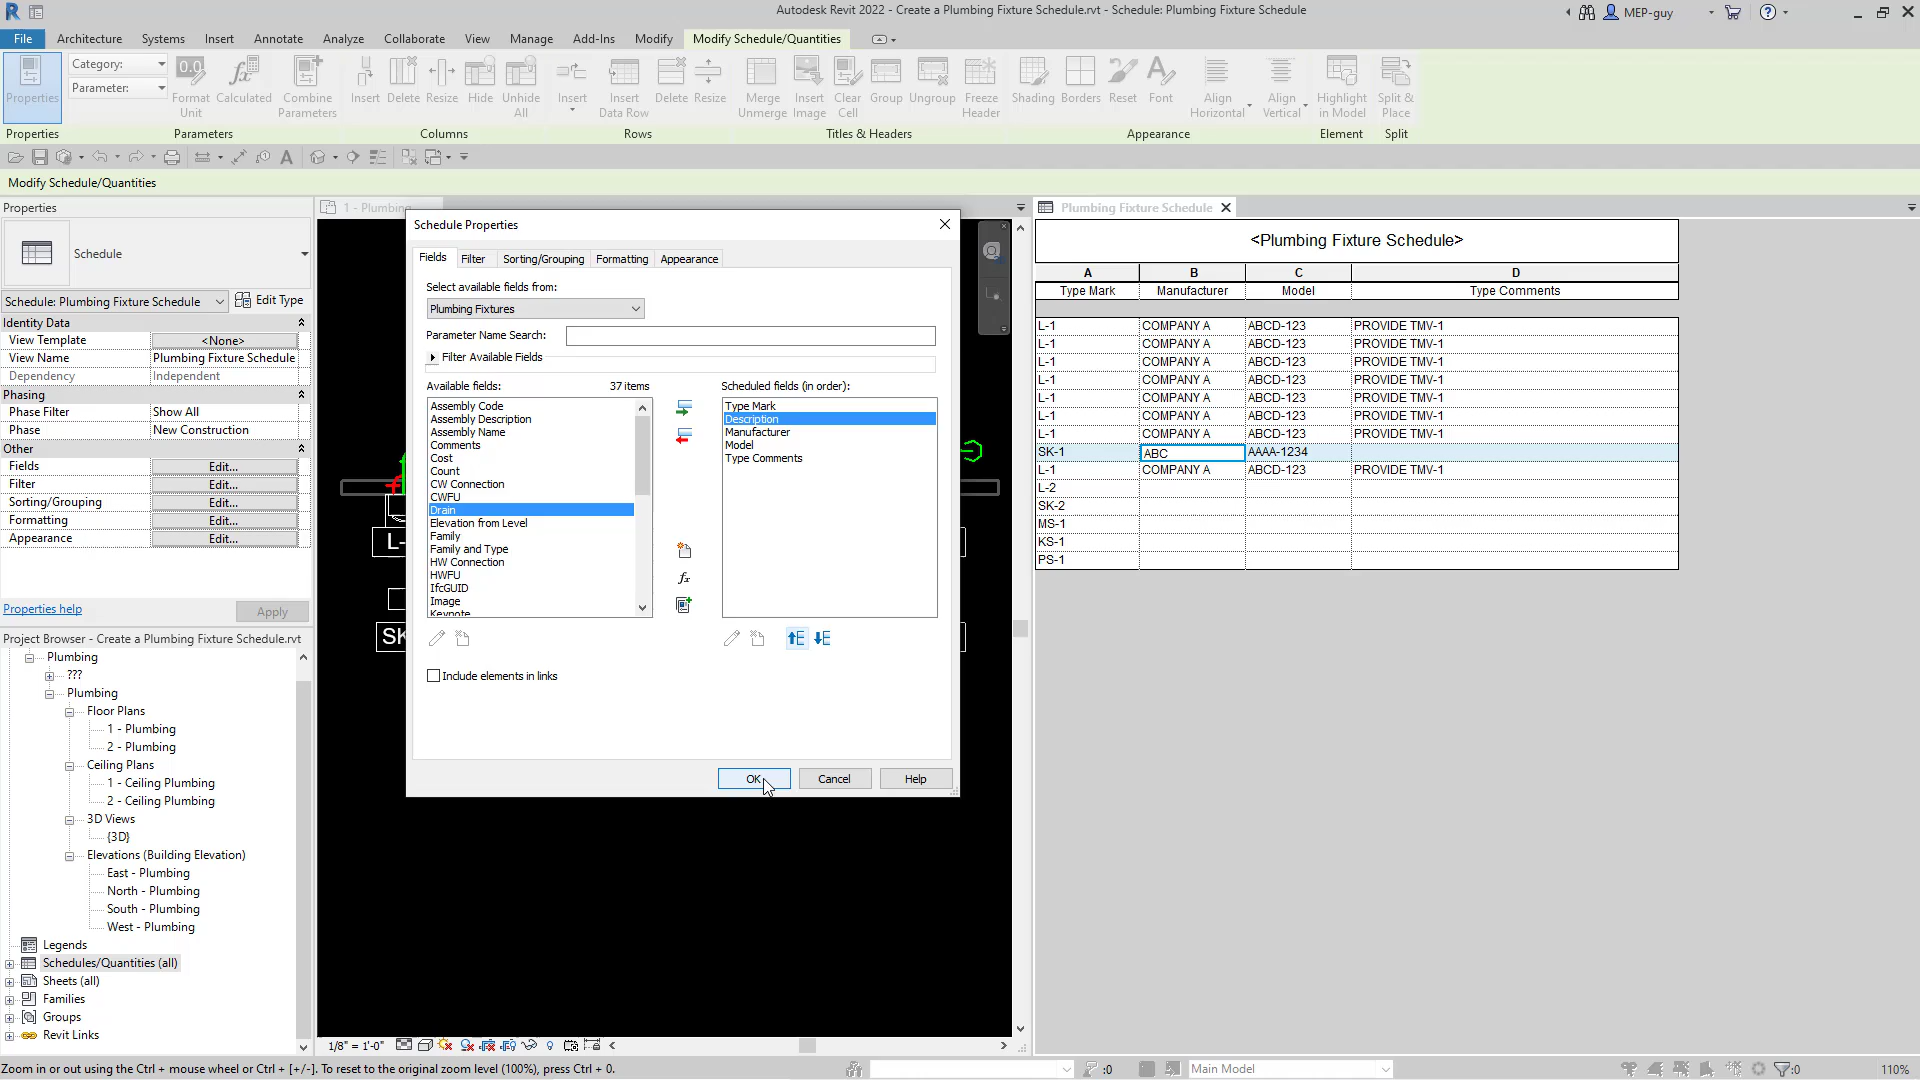 Autodesk Revit 2022 - Create a Plumbing Fixture Schedule.rvt - Schedule: Plumbing Fixture Schedule
MEP-guy
File Architecture Systems Insert Annotate Analyze Collaborate View Manage Add-Ins Modify Modify Schedule/Quantities
Properties
Category:
Parameter:
Format Unit
Calculated
Combine Parameters
Insert Delete Resize Hide Unhide All
Insert Insert Data Row Delete Resize
Merge Unmerge Insert Image Clear Cell Group Ungroup Freeze Header
Shading Borders Reset Font Align Horizontal Align Vertical
Highlight in Model
Split & Place
Properties Parameters Columns Rows Titles & Headers Appearance Element Split
Modify Schedule/Quantities
Properties
Schedule
Schedule: Plumbing Fixture Schedule Edit Type
Identity Data
View Template <None>
View Name Plumbing Fixture Schedule
Dependency Independent
Phasing
Phase Filter Show All
Phase New Construction
Other
Fields Edit...
Filter Edit...
Sorting/Grouping Edit...
Formatting Edit...
Appearance Edit...
Properties help Apply
Project Browser - Create a Plumbing Fixture Schedule.rvt
Plumbing
???
Plumbing
Floor Plans
1 - Plumbing
2 - Plumbing
Ceiling Plans
1 - Ceiling Plumbing
2 - Ceiling Plumbing
3D Views
{3D}
Elevations (Building Elevation)
East - Plumbing
North - Plumbing
South - Plumbing
West - Plumbing
Legends
Schedules/Quantities (all)
Sheets (all)
Families
Groups
Revit Links
1 - Plumbing
L-
SK
Schedule Properties
Fields Filter Sorting/Grouping Formatting Appearance
Select available fields from:
Plumbing Fixtures
Parameter Name Search:
Filter Available Fields
Available fields: 37 items
Assembly Code
Assembly Description
Assembly Name
Comments
Cost
Count
CW Connection
CWFU
Drain
Elevation from Level
Family
Family and Type
HW Connection
HWFU
IfcGUID
Image
Keynote
fx
Scheduled fields (in order):
Type Mark
Description
Manufacturer
Model
Type Comments
Include elements in links
OK Cancel Help
Plumbing Fixture Schedule
<Plumbing Fixture Schedule>
A B C D
Type Mark Manufacturer Model Type Comments
L-1 COMPANY A ABCD-123 PROVIDE TMV-1
L-1 COMPANY A ABCD-123 PROVIDE TMV-1
L-1 COMPANY A ABCD-123 PROVIDE TMV-1
L-1 COMPANY A ABCD-123 PROVIDE TMV-1
L-1 COMPANY A ABCD-123 PROVIDE TMV-1
L-1 COMPANY A ABCD-123 PROVIDE TMV-1
L-1 COMPANY A ABCD-123 PROVIDE TMV-1
SK-1 ABC AAAA-1234
L-1 COMPANY A ABCD-123 PROVIDE TMV-1
L-2
SK-2
MS-1
KS-1
PS-1
1/8" = 1'-0"
Zoom in or out using the Ctrl + mouse wheel or Ctrl + [+/-]. To reset to the original zoom level (100%), press Ctrl + 0.
:0
Main Model
:0
110%